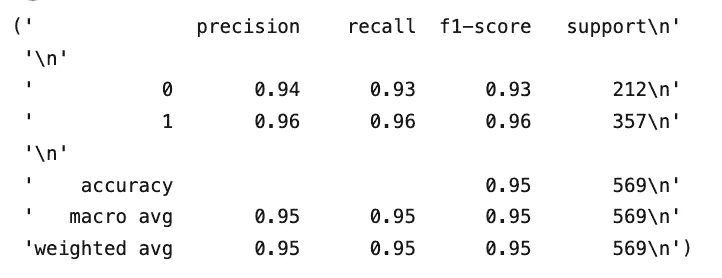 ('              precision    recall  f1-score   support\n'
 '\n'
 '           0       0.94      0.93      0.93       212\n'
 '           1       0.96      0.96      0.96       357\n'
 '\n'
 '    accuracy                           0.95       569\n'
 '   macro avg       0.95      0.95      0.95       569\n'
 'weighted avg       0.95      0.95      0.95       569\n')